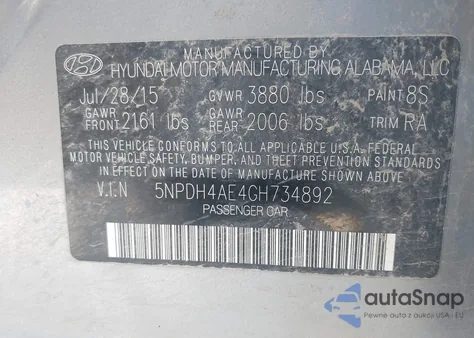 MANUFACTURED BY
HYUNDAI MOTOR MANUFACTURING ALABAMA, LLC
Jul/28/15 GVWR 3880 lbs PAINT 8S
GAWR FRONT 2161 lbs GAWR REAR 2006 lbs TRIM RA
THIS VEHICLE CONFORMS TO ALL APPLICABLE U.S.A. FEDERAL
MOTOR VEHICLE SAFETY, BUMPER, AND THEFT PREVENTION
STANDARDS IN EFFECT ON THE DATE OF MANUFACTURE SHOWN ABOVE.
V.I.N 5NPDH4AE4GH734892
PASSENGER CAR
autoSnap
Pewne auta z aukcji USA - EU